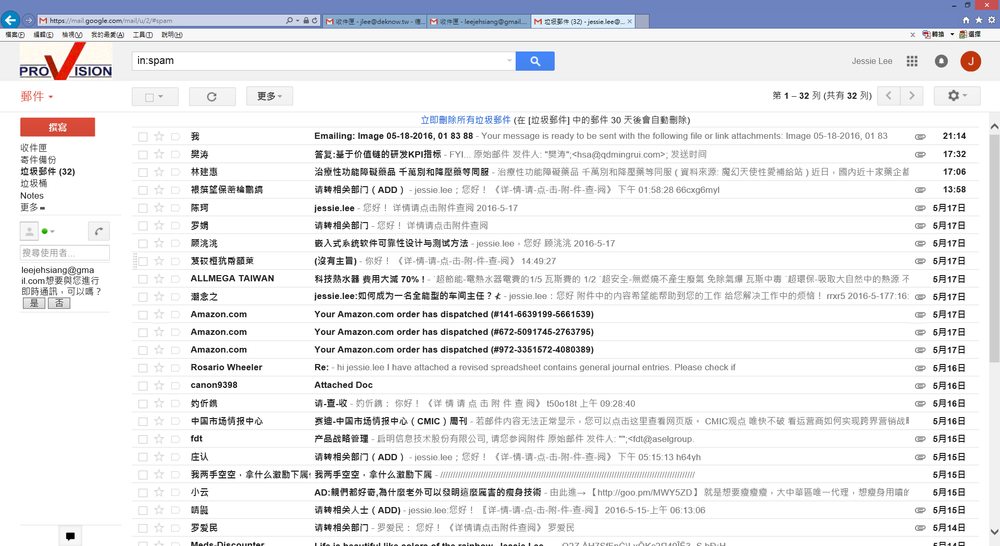 https://mail.google.com/mail/u/2/#spam
收件匣 - jlee@deknow.tw - 德...
收件匣 - leejehsiang@gmail....
垃圾郵件 (32) - jessie.lee@...
檔案(F) 編輯(E) 檢視(V) 我的最愛(A) 工具(T) 說明(H)
轉換 選擇
PROVISION
in:spam
Jessie Lee
J
郵件
更多
第 1 – 32 列 (共有 32 列)
撰寫
收件匣
寄件備份
垃圾郵件 (32)
垃圾桶
Notes
更多
搜尋使用者...
leejehsiang@gma
il.com想要與您進行
即時通訊，可以嗎？
是 否
立即刪除所有垃圾郵件 (在 [垃圾郵件] 中的郵件 30 天後會自動刪除)
我 Emailing: Image 05-18-2016, 01 83 88 - Your message is ready to be sent with the following file or link attachments: Image 05-18-2016, 01 83 21:14
樊涛 答复:基于价值链的研发KPI指标 - FYI... 原始邮件 发件人: "樊涛";<hsa@qdmingrui.com>; 发送时间 17:32
林建惠 治療性功能障礙藥品 千萬別和降壓藥等同服 - 治療性功能障礙藥品 千萬別和降壓藥等同服 ( 資料來源: 魔幻天使性愛補給站 ) 近日，國內近十家藥企都 17:06
请转相关部门（ADD） - jessie.lee；您好！ 《详-情-请-点-击-附-件-查-阅》 下午 01:58:28 66cxg6myl 13:58
陈珂 jessie.lee - 您好！ 详情请点击附件查阅 2016-5-17 5月17日
罗娟 请转相关部门 - 您好！ 详情请点击附件查阅 5月17日
顾洮洮 嵌入式系统软件可靠性设计与测试方法 - jessie.lee，您好 顾洮洮 2016-5-17 5月17日
(沒有主旨) - 你好！ 《详-情-请-点-击-附-件-查-阅》 14:49:27 5月17日
ALLMEGA TAIWAN 科技熱水器 費用大減 70% ! - ˙超節能-電熱水器電費的1/5 瓦斯費的 1/2 ˙超安全-無燃燒不產生廢氣 免除氣爆 瓦斯中毒 ˙超環保-吸取大自然中的熱源 不 5月17日
潮念之 jessie.lee:如何成为一名全能型的车间主任？ - jessie.lee：您好 附件中的内容希望能帮助到您的工作 给您解决工作中的烦恼！ rrxr5 2016-5-177:16: 5月17日
Amazon.com Your Amazon.com order has dispatched (#141-6639199-5661539) 5月17日
Amazon.com Your Amazon.com order has dispatched (#672-5091745-2763795) 5月17日
Amazon.com Your Amazon.com order has dispatched (#972-3351572-4080389) 5月17日
Rosario Wheeler Re: - hi jessie.lee I have attached a revised spreadsheet contains general journal entries. Please check if 5月16日
canon9398 Attached Doc 5月16日
请-查-收 - 你好！ 《详 情 请 点 击 附 件 查 阅》 t50o18t 上午 09:28:40 5月16日
中国市场情报中心 赛迪-中国市场情报中心（CMIC）周刊 - 若邮件内容无法正常显示，您可以点击这里查看网页版。 CMIC观点 唯快不破 看运营商如何实现跨界营销战略 5月16日
fdt 产品战略管理 - 启明信息技术股份有限公司, 请您参阅附件 原始邮件 发件人: "";<fdt@aselgroup. 5月15日
庄认 请转相关部门（ADD） - jessie.lee；您好！ 《详-情-请-点-击-附-件-查-阅》 下午 05:15:13 h64yh 5月15日
我两手空空，拿什么激励下属 我两手空空，拿什么激励下属 - 5月15日
小云 AD:親們都好奇,為什麼老外可以發明這麼厲害的瘦身技術 - 由此進→ 【http://goo.pm/MWY5ZD】 就是想要瘦瘦瘦，大中華區唯一代理，想瘦身用噴的 5月15日
请转相关人士（ADD) - jessie.lee:您好！ 〖详-情-请-点-击-附-件-查-阅〗 2016-5-15-上午 06:13:06 5月15日
罗爱民 请转相关部门 - 罗爱民： 您好！ 《详情请点击附件查阅》 罗爱民 5月14日
Meds-Discounter Life is beautiful like colors of the rainbow, Jessie Lee 5月14日